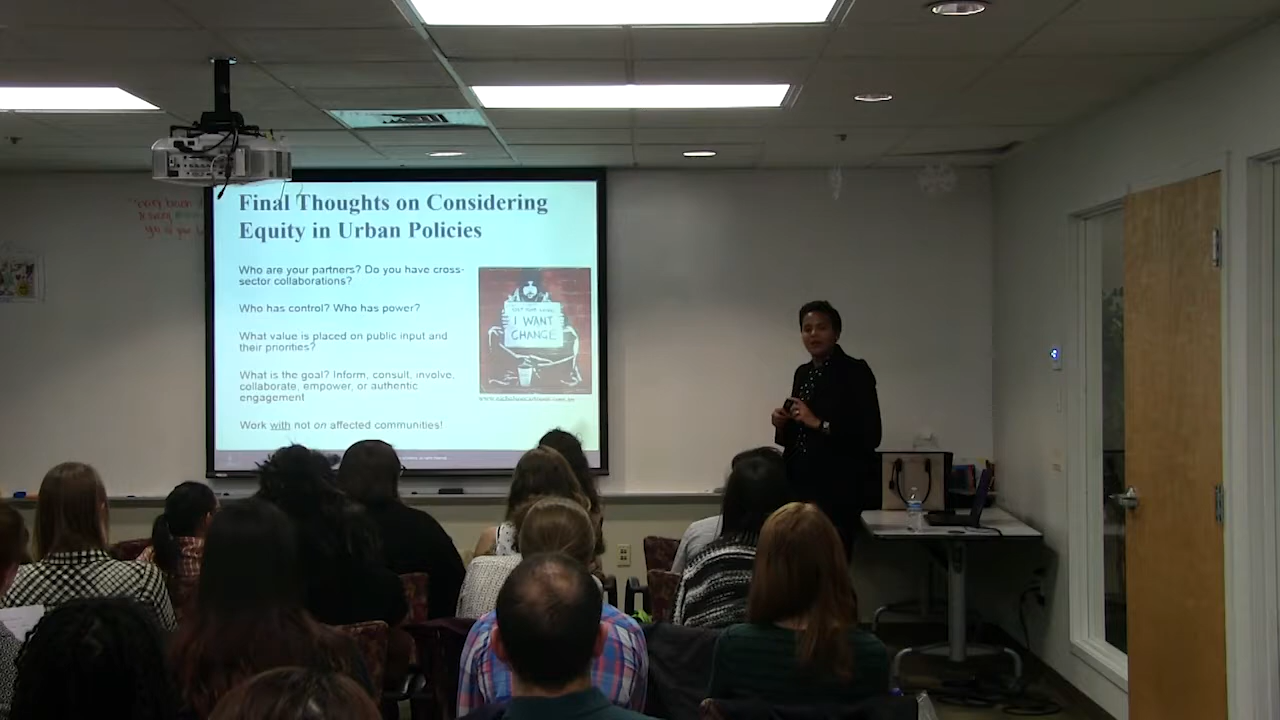 Final Thoughts on Considering
Equity in Urban Policies
Who are your partners? Do you have cross-
sector collaborations?
Who has control? Who has power?
What value is placed on public input and
their priorities?
What is the goal? Inform, consult, involve,
collaborate, empower, or authentic
engagement
Work with not on affected communities!
I WANT
CHANGE